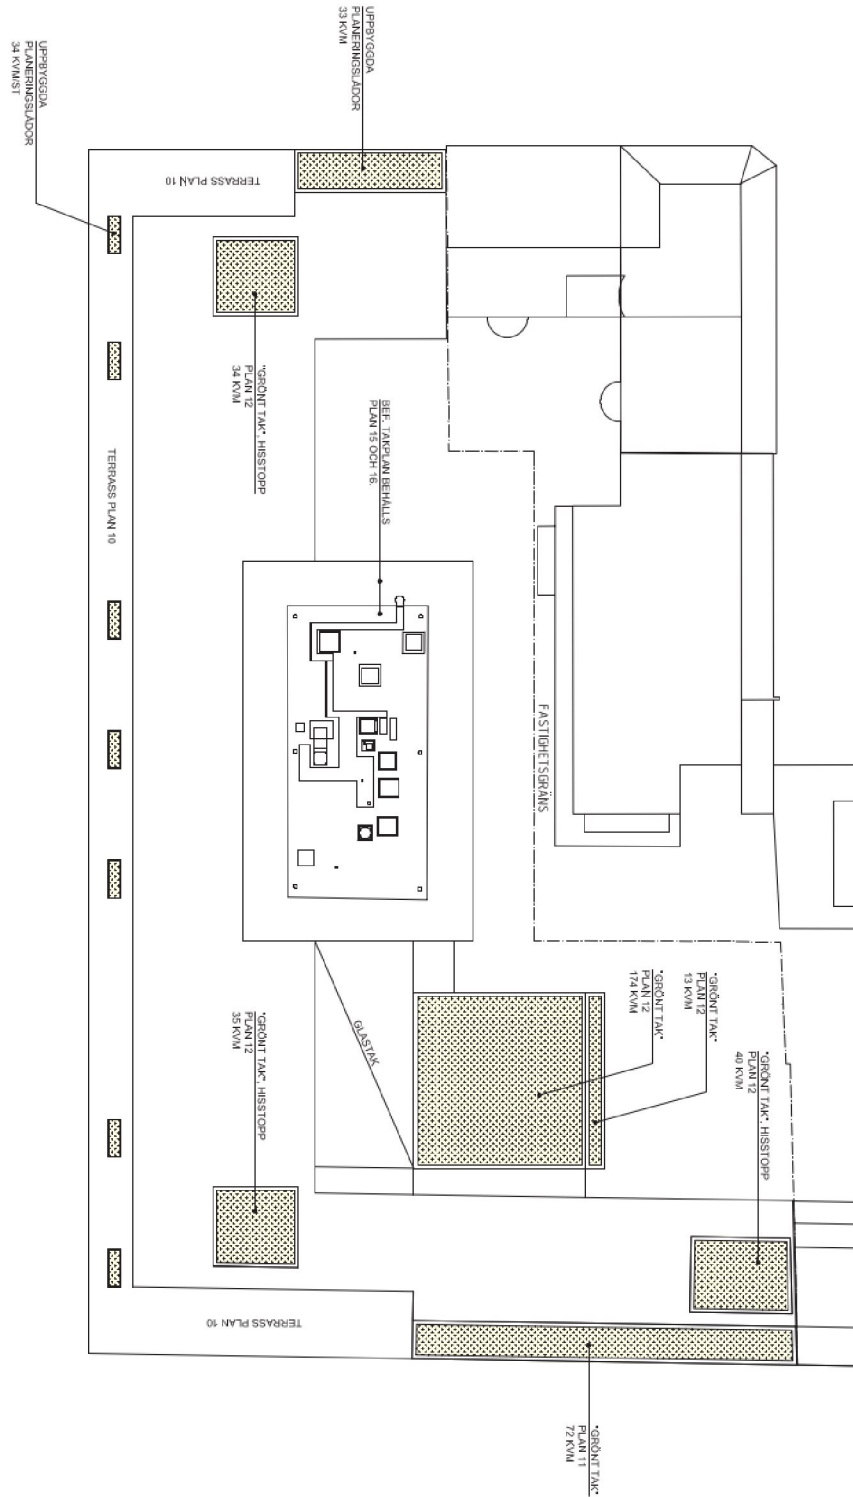 UPPBYGGDA
PLANERINGSLÅDOR
34 KVM/ST
UPPBYGGDA
PLANERINGSLÅDOR
33 KVM
TERRASS PLAN 10
"GRÖNT TAK", HISSTOPP
PLAN 12
34 KVM
BEF. TAKPLAN BEHÅLLS
PLAN 15 OCH 16.
TERRASS PLAN 10
FASTIGHETSGRÄNS
"GRÖNT TAK"
PLAN 12
174 KVM
"GRÖNT TAK"
PLAN 12
13 KVM
"GRÖNT TAK", HISSTOPP
PLAN 12
40 KVM
GLASTAK
"GRÖNT TAK", HISSTOPP
PLAN 12
35 KVM
TERRASS PLAN 10
"GRÖNT TAK"
PLAN 11
72 KVM